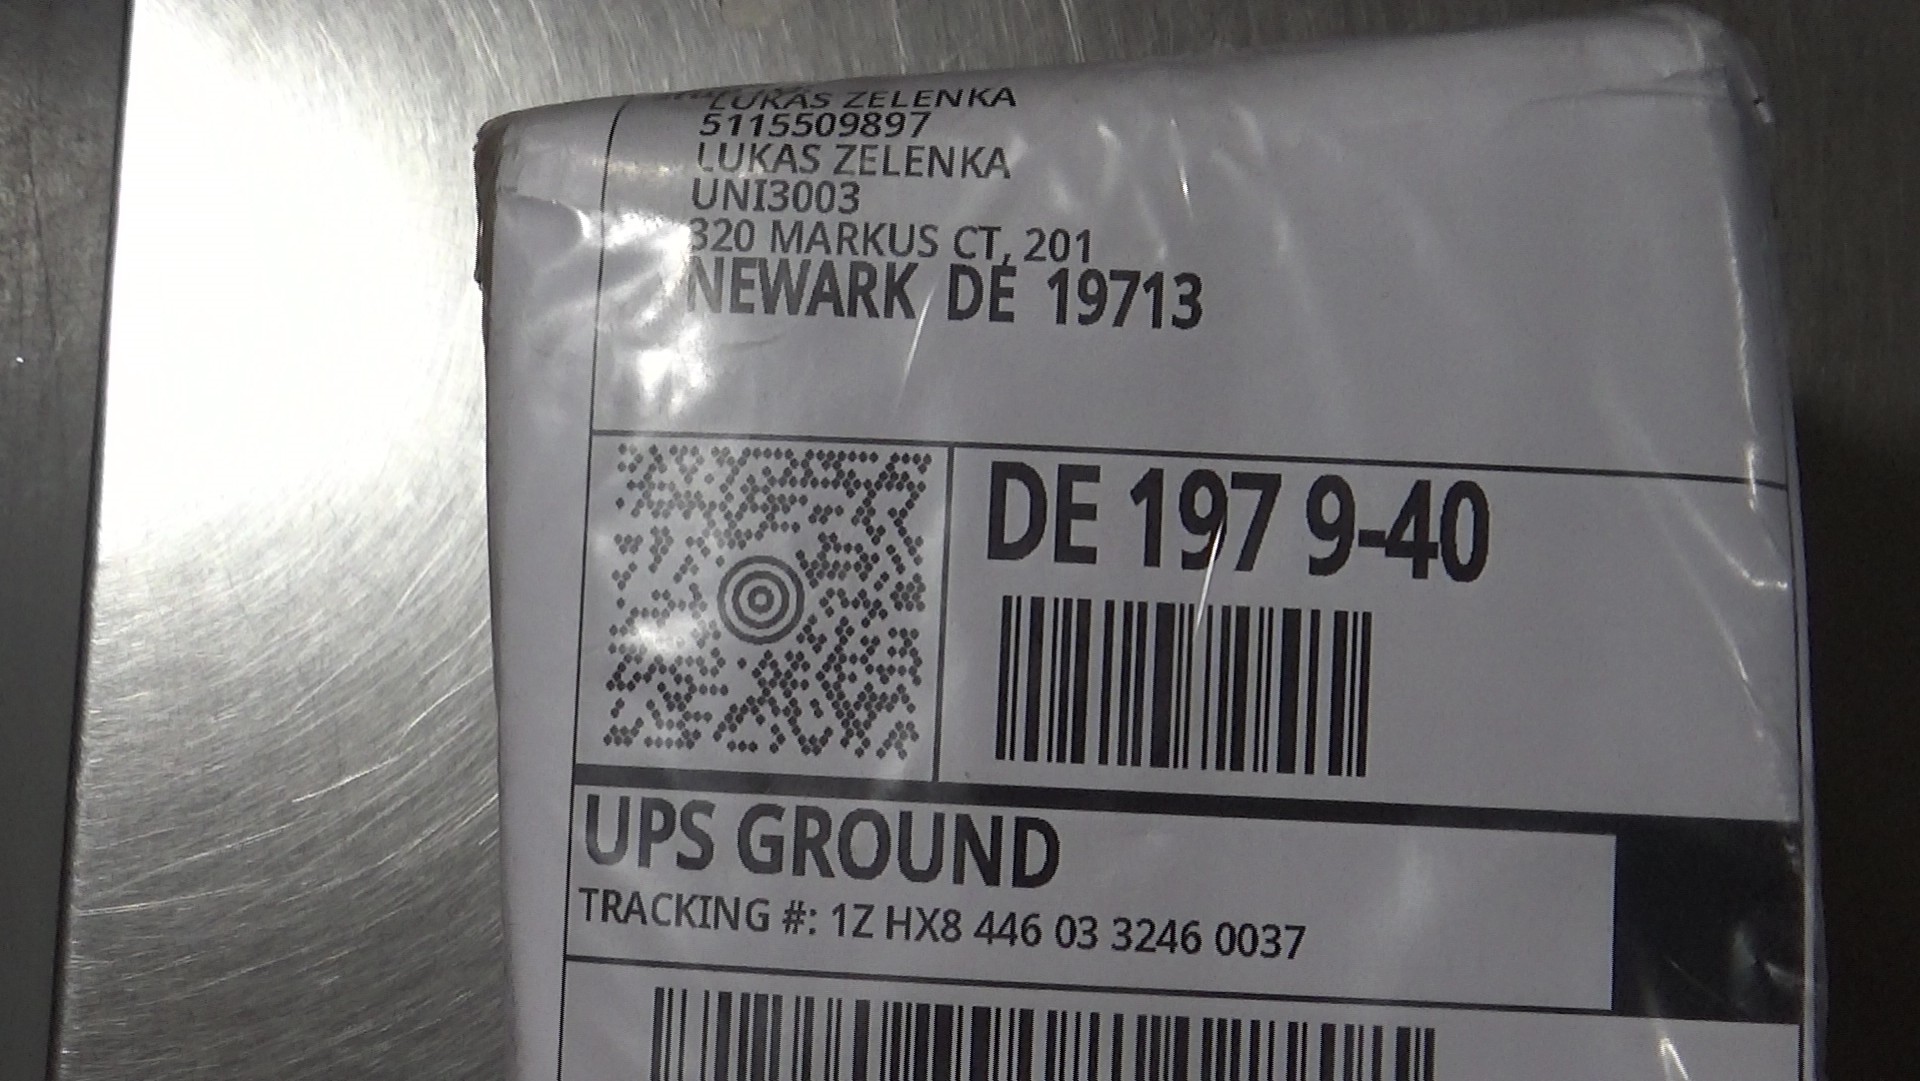 LUKAS ZELENKA
5115509897
LUKAS ZELENKA
UNI3003
320 MARKUS CT, 201
NEWARK DE 19713
DE 197 9-40
UPS GROUND
TRACKING #: 1Z HX8 446 03 3246 0037